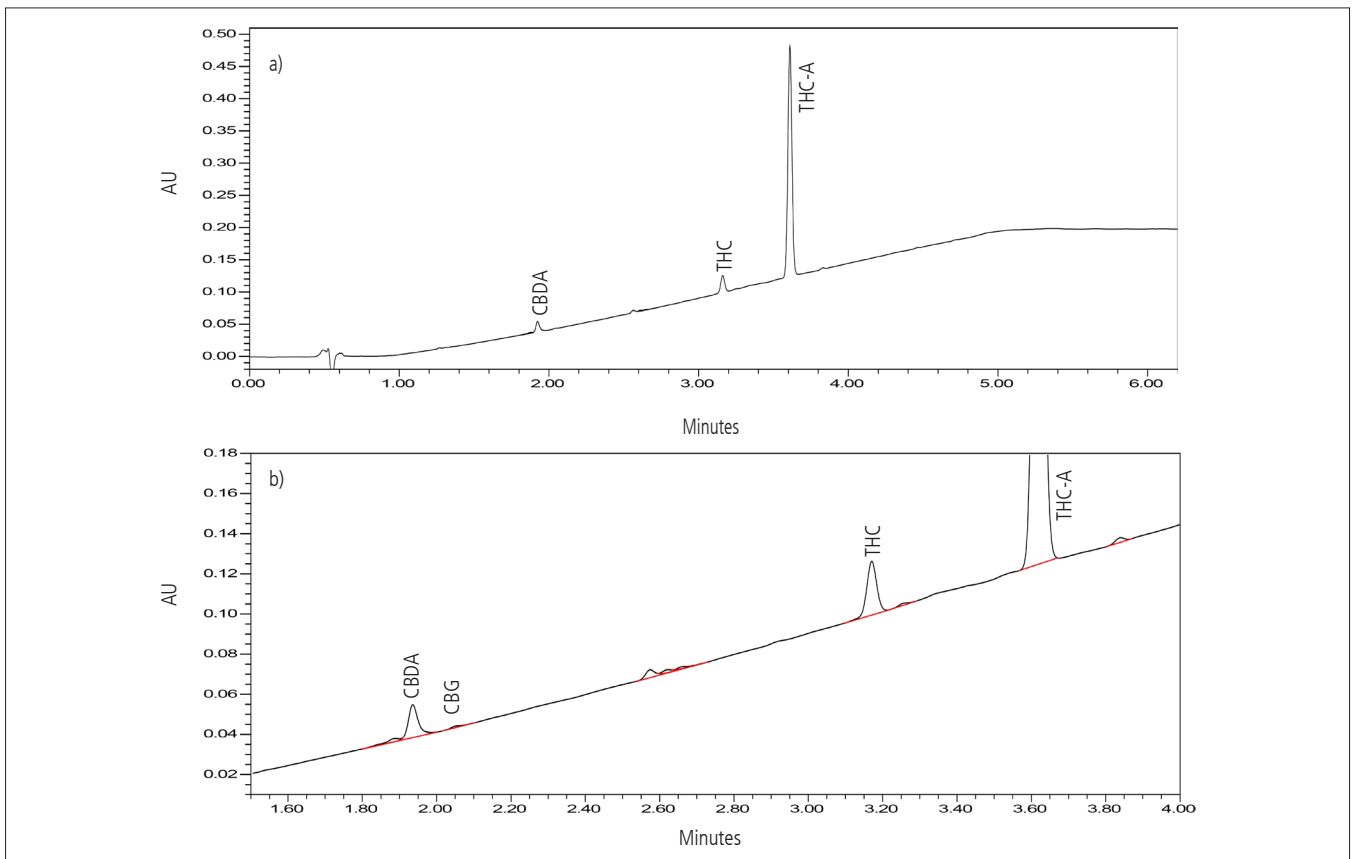 a)
AU
0.50
0.45
0.40
0.35
0.30
0.25
0.20
0.15
0.10
0.05
0.00
CBDA
THC
THC-A
0.00 1.00 2.00 3.00 4.00 5.00 6.00
Minutes
b)
AU
0.18
0.16
0.14
0.12
0.10
0.08
0.06
0.04
0.02
CBDA
CBG
THC
THC-A
1.60 1.80 2.00 2.20 2.40 2.60 2.80 3.00 3.20 3.40 3.60 3.80 4.00
Minutes